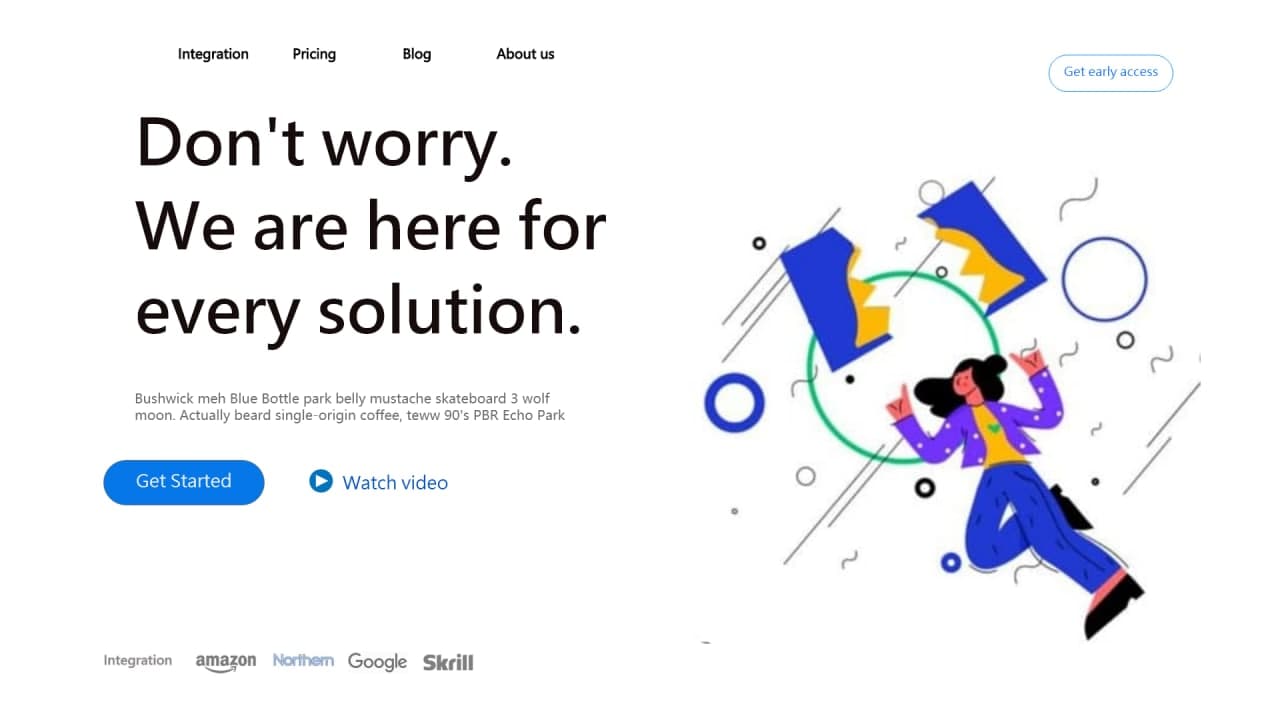 Integration Pricing Blog About us
Get early access
Don't worry.
We are here for
every solution.
Bushwick meh Blue Bottle park belly mustache skateboard 3 wolf
moon. Actually beard single-origin coffee, teww 90's PBR Echo Park
Get Started
Watch video
Integration amazon Northern Google Skrill